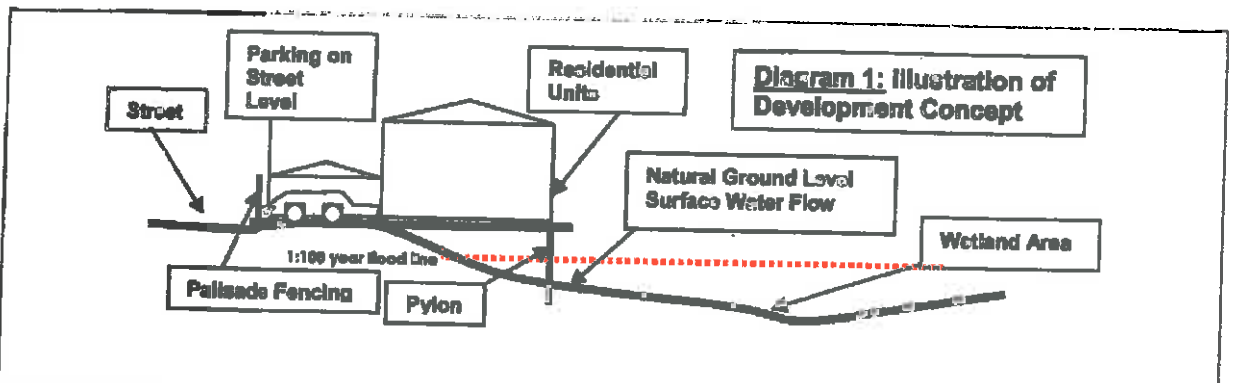 Parking on
Street
Level
Residential
Units
Diagram 1: Illustration of
Development Concept
Street
Natural Ground Level
Surface Water Flow
Wetland Area
1:100 year flood line
Palisade Fencing
Pylon